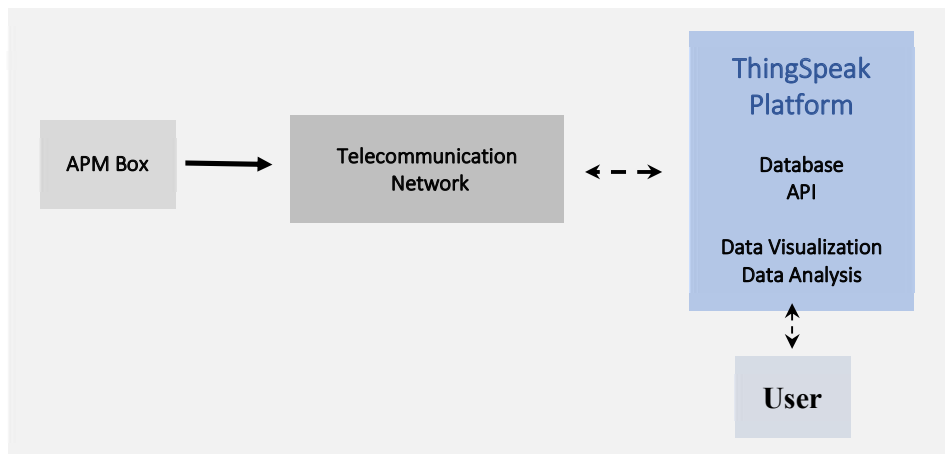 APM Box
Telecommunication
Network
ThingSpeak
Platform
Database
API
Data Visualization
Data Analysis
User